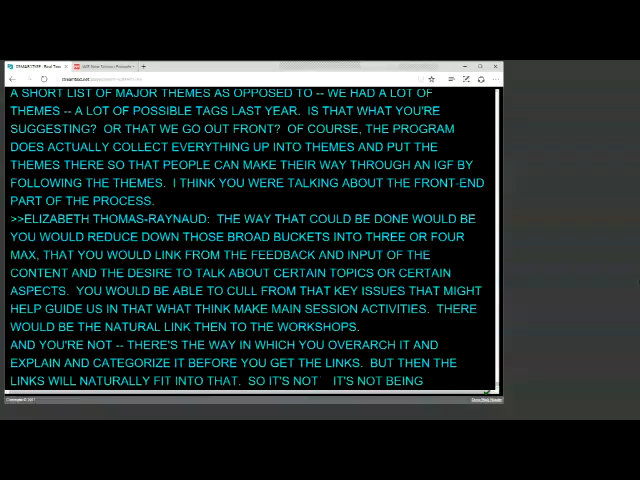 streamtext.net
A SHORT LIST OF MAJOR THEMES AS OPPOSED TO -- WE HAD A LOT OF
THEMES -- A LOT OF POSSIBLE TAGS LAST YEAR.  IS THAT WHAT YOU'RE
SUGGESTING?  OR THAT WE GO OUT FRONT?  OF COURSE, THE PROGRAM
DOES ACTUALLY COLLECT EVERYTHING UP INTO THEMES AND PUT THE
THEMES THERE SO THAT PEOPLE CAN MAKE THEIR WAY THROUGH AN IGF BY
FOLLOWING THE THEMES.  I THINK YOU WERE TALKING ABOUT THE FRONT-END
PART OF THE PROCESS.
>>ELIZABETH THOMAS-RAYNAUD:  THE WAY THAT COULD BE DONE WOULD BE
YOU WOULD REDUCE DOWN THOSE BROAD BUCKETS INTO THREE OR FOUR
MAX, THAT YOU WOULD LINK FROM THE FEEDBACK AND INPUT OF THE
CONTENT AND THE DESIRE TO TALK ABOUT CERTAIN TOPICS OR CERTAIN
ASPECTS.  YOU WOULD BE ABLE TO CULL FROM THAT KEY ISSUES THAT MIGHT
HELP GUIDE US IN THAT WHAT THINK MAKE MAIN SESSION ACTIVITIES.  THERE
WOULD BE THE NATURAL LINK THEN TO THE WORKSHOPS.
AND YOU'RE NOT -- THERE'S THE WAY IN WHICH YOU OVERARCH IT AND
EXPLAIN AND CATEGORIZE IT BEFORE YOU GET THE LINKS.  BUT THEN THE
LINKS WILL NATURALLY FIT INTO THAT.  SO IT'S NOT    IT'S NOT BEING